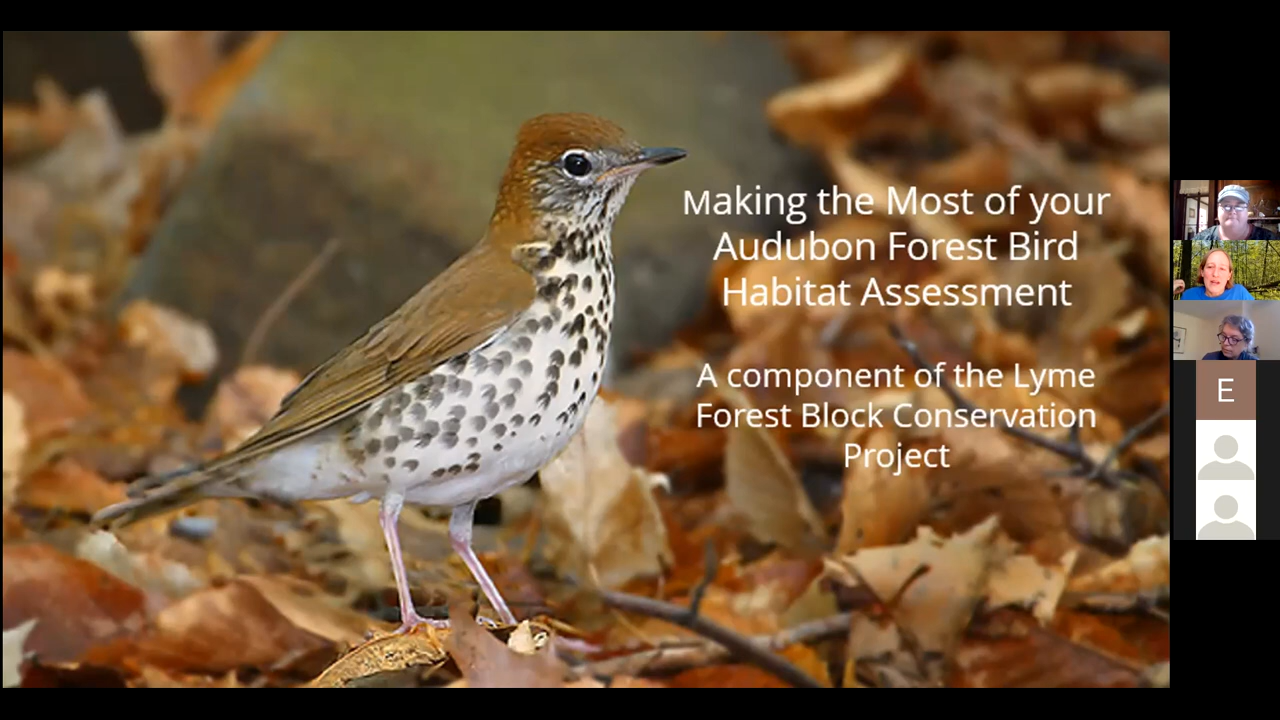 Making the Most of your
Audubon Forest Bird
Habitat Assessment
A component of the Lyme
Forest Block Conservation
Project
E